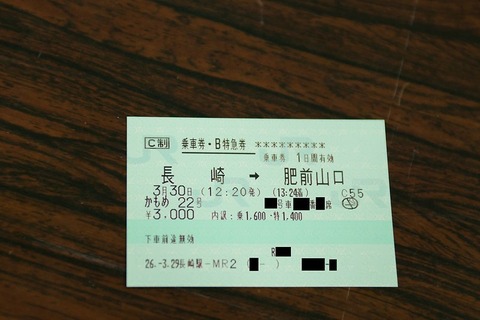 C制 乗車券・B特急券 *********
乗車券 1日間有効
長崎 → 肥前山口
3月30日 (12:20発) (13:24着) C55
かもめ 22号 号車 番 席
¥3,000 内訳:乗1,600・特1,400
下車前途無効
R
26.-3.29長崎駅-MR2 ( - ) -